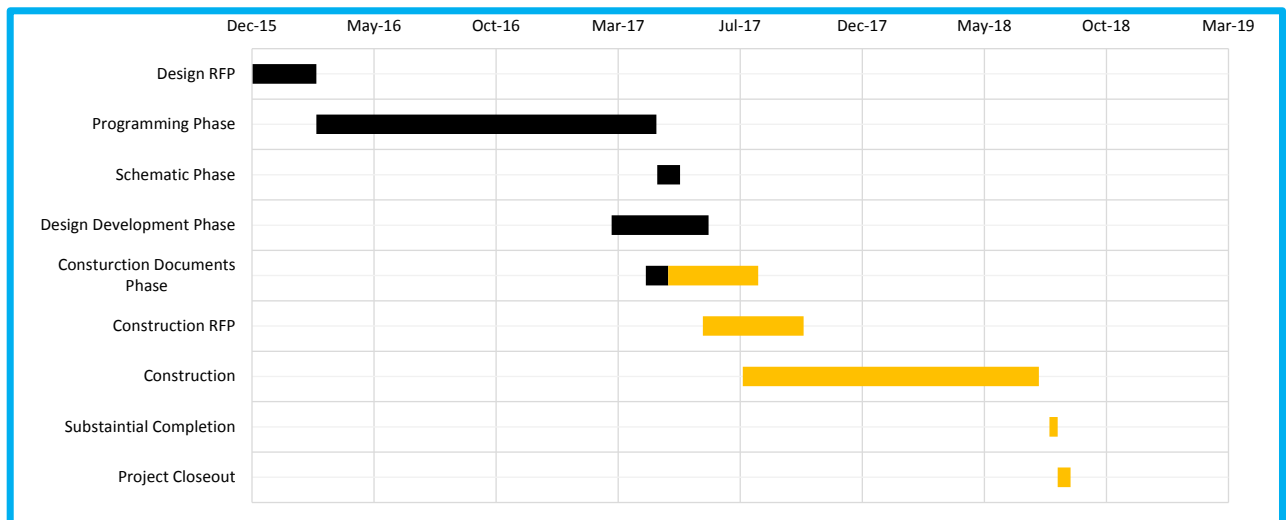 Dec-15 May-16 Oct-16 Mar-17 Jul-17 Dec-17 May-18 Oct-18 Mar-19
Design RFP
Programming Phase
Schematic Phase
Design Development Phase
Consturction Documents
Phase
Construction RFP
Construction
Substaintial Completion
Project Closeout